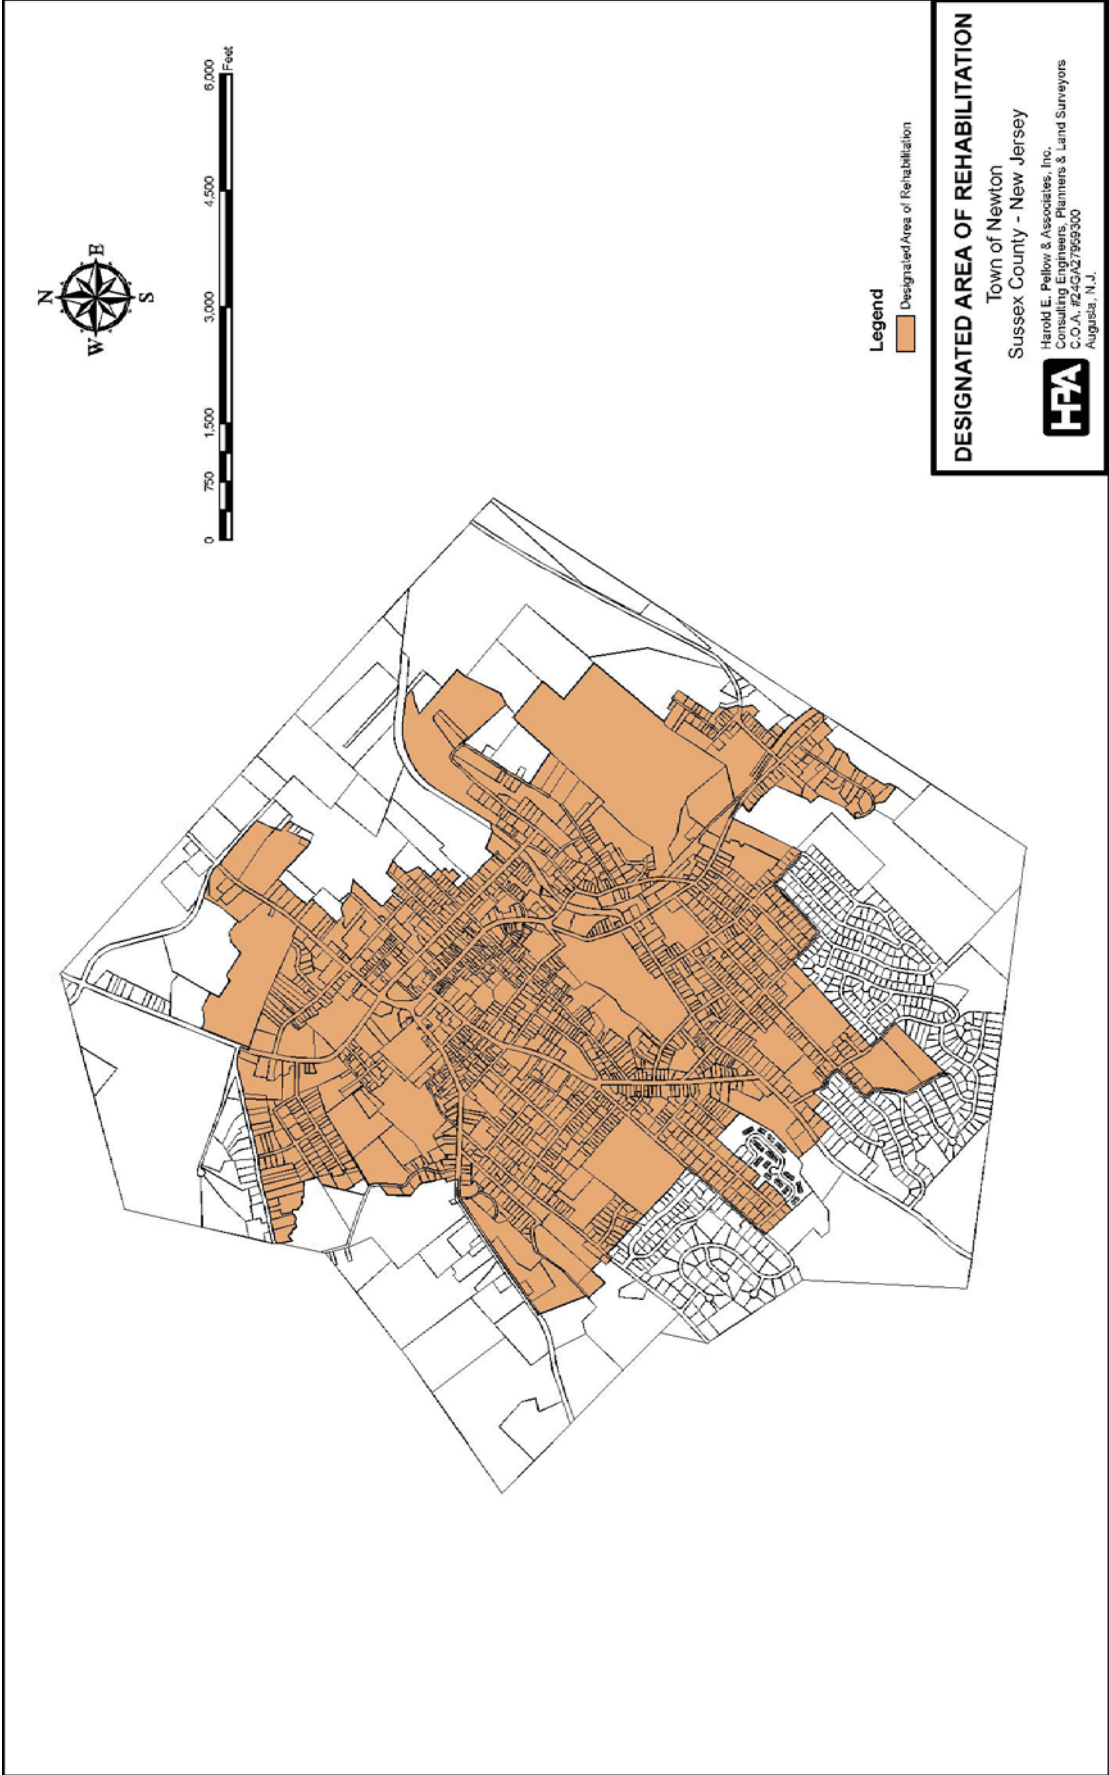 N
W E
S
0 750 1,500 3,000 4,500 6,000
Feet
Legend
Designated Area of Rehabilitation
DESIGNATED AREA OF REHABILITATION
Town of Newton
Sussex County - New Jersey
HPA
Harold E. Pellow & Associates, Inc.
Consulting Engineers, Planners & Land Surveyors
C.O.A. #24GA27959300
Augusta, N.J.